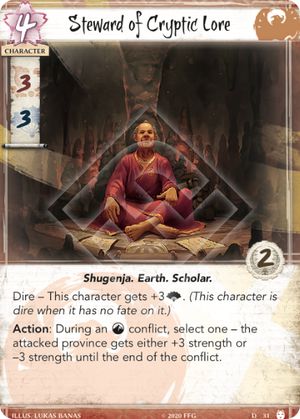 4
Steward of Cryptic Lore
CHARACTER
3
3
2
Shugenja. Earth. Scholar.
Dire – This character gets +3. (This character is
dire when it has no fate on it.)
Action: During an conflict, select one – the
attacked province gets either +3 strength or
–3 strength until the end of the conflict.
ILLUS. LUKAS BANAS
© 2020 FFG
D 31